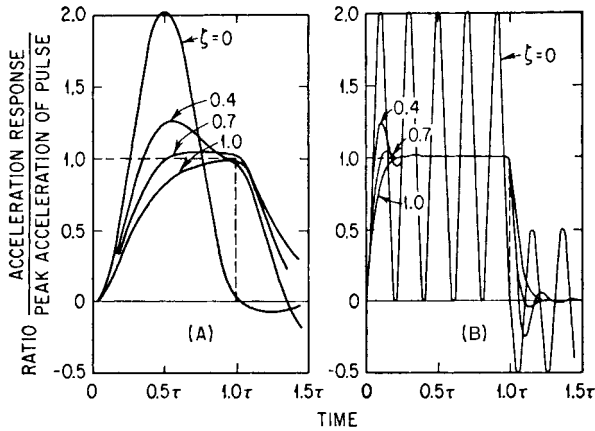 RATIO ACCELERATION RESPONSE
PEAK ACCELERATION OF PULSE
2.0
1.5
1.0
0.5
0
-0.5
ζ=0
0.4
0.7
1.0
(A)
0
0.5τ
1.0τ
1.5τ
2.0
1.5
1.0
0.5
0
-0.5
ζ=0
0.4
0.7
1.0
(B)
0
0.5τ
1.0τ
1.5τ
TIME